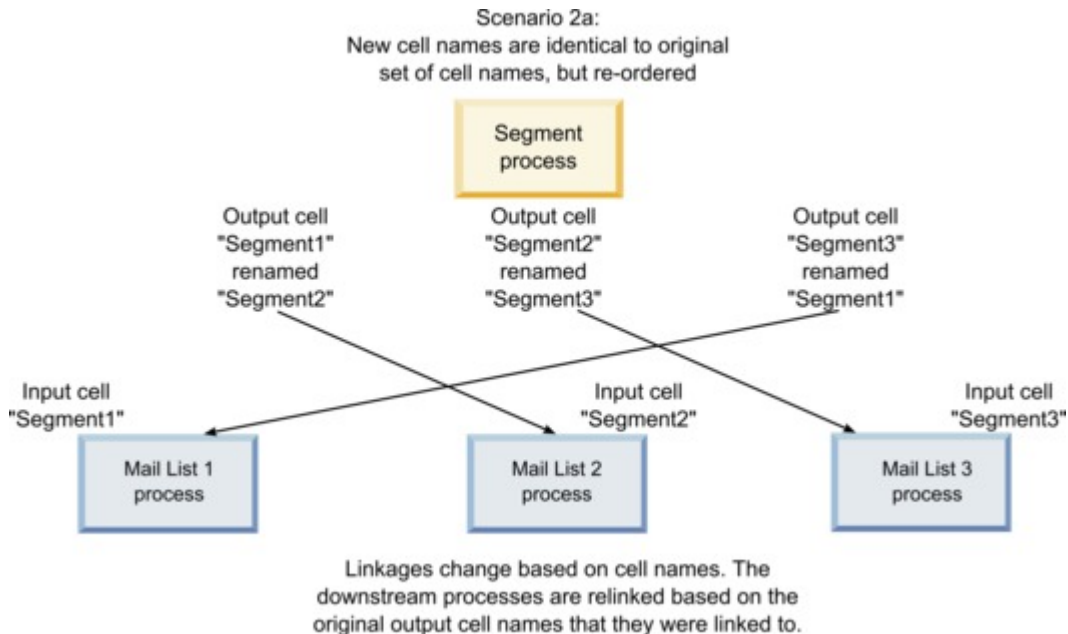 Scenario 2a:
New cell names are identical to original
set of cell names, but re-ordered
Segment
process
Output cell
"Segment1"
renamed
"Segment2"
Output cell
"Segment2"
renamed
"Segment3"
Output cell
"Segment3"
renamed
"Segment1"
Input cell
"Segment1"
Input cell
"Segment2"
Input cell
"Segment3"
Mail List 1
process
Mail List 2
process
Mail List 3
process
Linkages change based on cell names. The
downstream processes are relinked based on the
original output cell names that they were linked to.